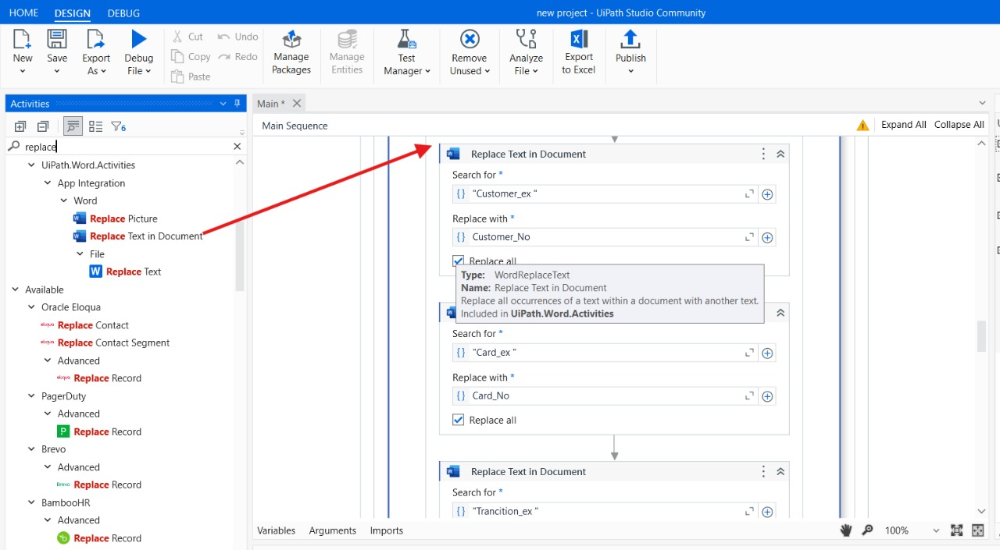 HOME DESIGN DEBUG
new project - UiPath Studio Community
New
Save
Export As
Debug File
Cut
Copy
Paste
Undo
Redo
Manage Packages
Manage Entities
Test Manager
Remove Unused
Analyze File
Export to Excel
Publish
Activities
6
replace
UiPath.Word.Activities
App Integration
Word
Replace Picture
Replace Text in Document
File
Replace Text
Available
Oracle Eloqua
eloqua Replace Contact
eloqua Replace Contact Segment
Advanced
eloqua Replace Record
PagerDuty
Advanced
P Replace Record
Brevo
Advanced
Brevo Replace Record
BambooHR
Advanced
Replace Record
Main *
Main Sequence
Expand All Collapse All
Replace Text in Document
Search for *
"Customer_ex "
Replace with *
Customer_No
Replace all
Type: WordReplaceText
Name: Replace Text in Document
Replace all occurrences of a text within a document with another text.
Included in UiPath.Word.Activities
Search for *
"Card_ex "
Replace with *
Card_No
Replace all
Replace Text in Document
Search for *
"Trancition_ex "
Variables Arguments Imports
100%